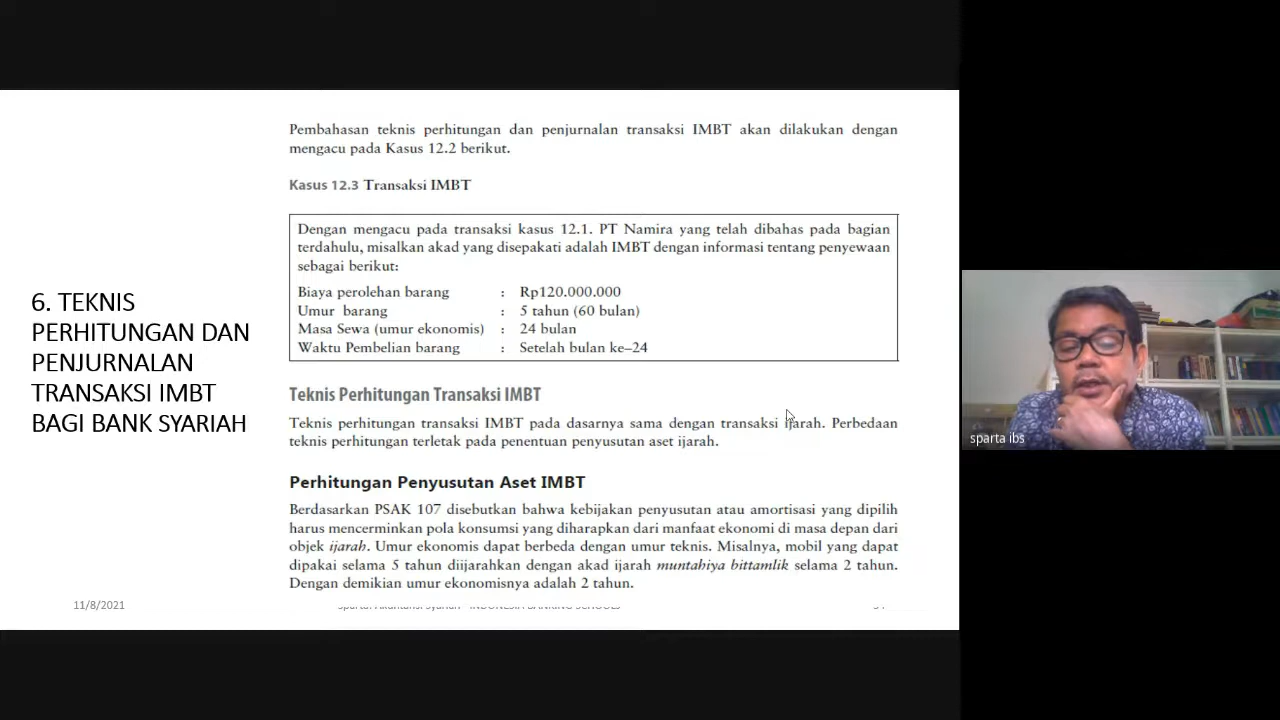 6. TEKNIS
PERHITUNGAN DAN
PENJURNALAN
TRANSAKSI IMBT
BAGI BANK SYARIAH
Pembahasan teknis perhitungan dan penjurnalan transaksi IMBT akan dilakukan dengan
mengacu pada Kasus 12.2 berikut.
Kasus 12.3 Transaksi IMBT
Dengan mengacu pada transaksi kasus 12.1. PT Namira yang telah dibahas pada bagian
terdahulu, misalkan akad yang disepakati adalah IMBT dengan informasi tentang penyewaan
sebagai berikut:
Biaya perolehan barang : Rp120.000.000
Umur barang : 5 tahun (60 bulan)
Masa Sewa (umur ekonomis) : 24 bulan
Waktu Pembelian barang : Setelah bulan ke–24
Teknis Perhitungan Transaksi IMBT
Teknis perhitungan transaksi IMBT pada dasarnya sama dengan transaksi ijarah. Perbedaan
teknis perhitungan terletak pada penentuan penyusutan aset ijarah.
Perhitungan Penyusutan Aset IMBT
Berdasarkan PSAK 107 disebutkan bahwa kebijakan penyusutan atau amortisasi yang dipilih
harus mencerminkan pola konsumsi yang diharapkan dari manfaat ekonomi di masa depan dari
objek ijarah. Umur ekonomis dapat berbeda dengan umur teknis. Misalnya, mobil yang dapat
dipakai selama 5 tahun diijarahkan dengan akad ijarah muntahiya bittamlik selama 2 tahun.
Dengan demikian umur ekonomisnya adalah 2 tahun.
11/8/2021
sparta ibs